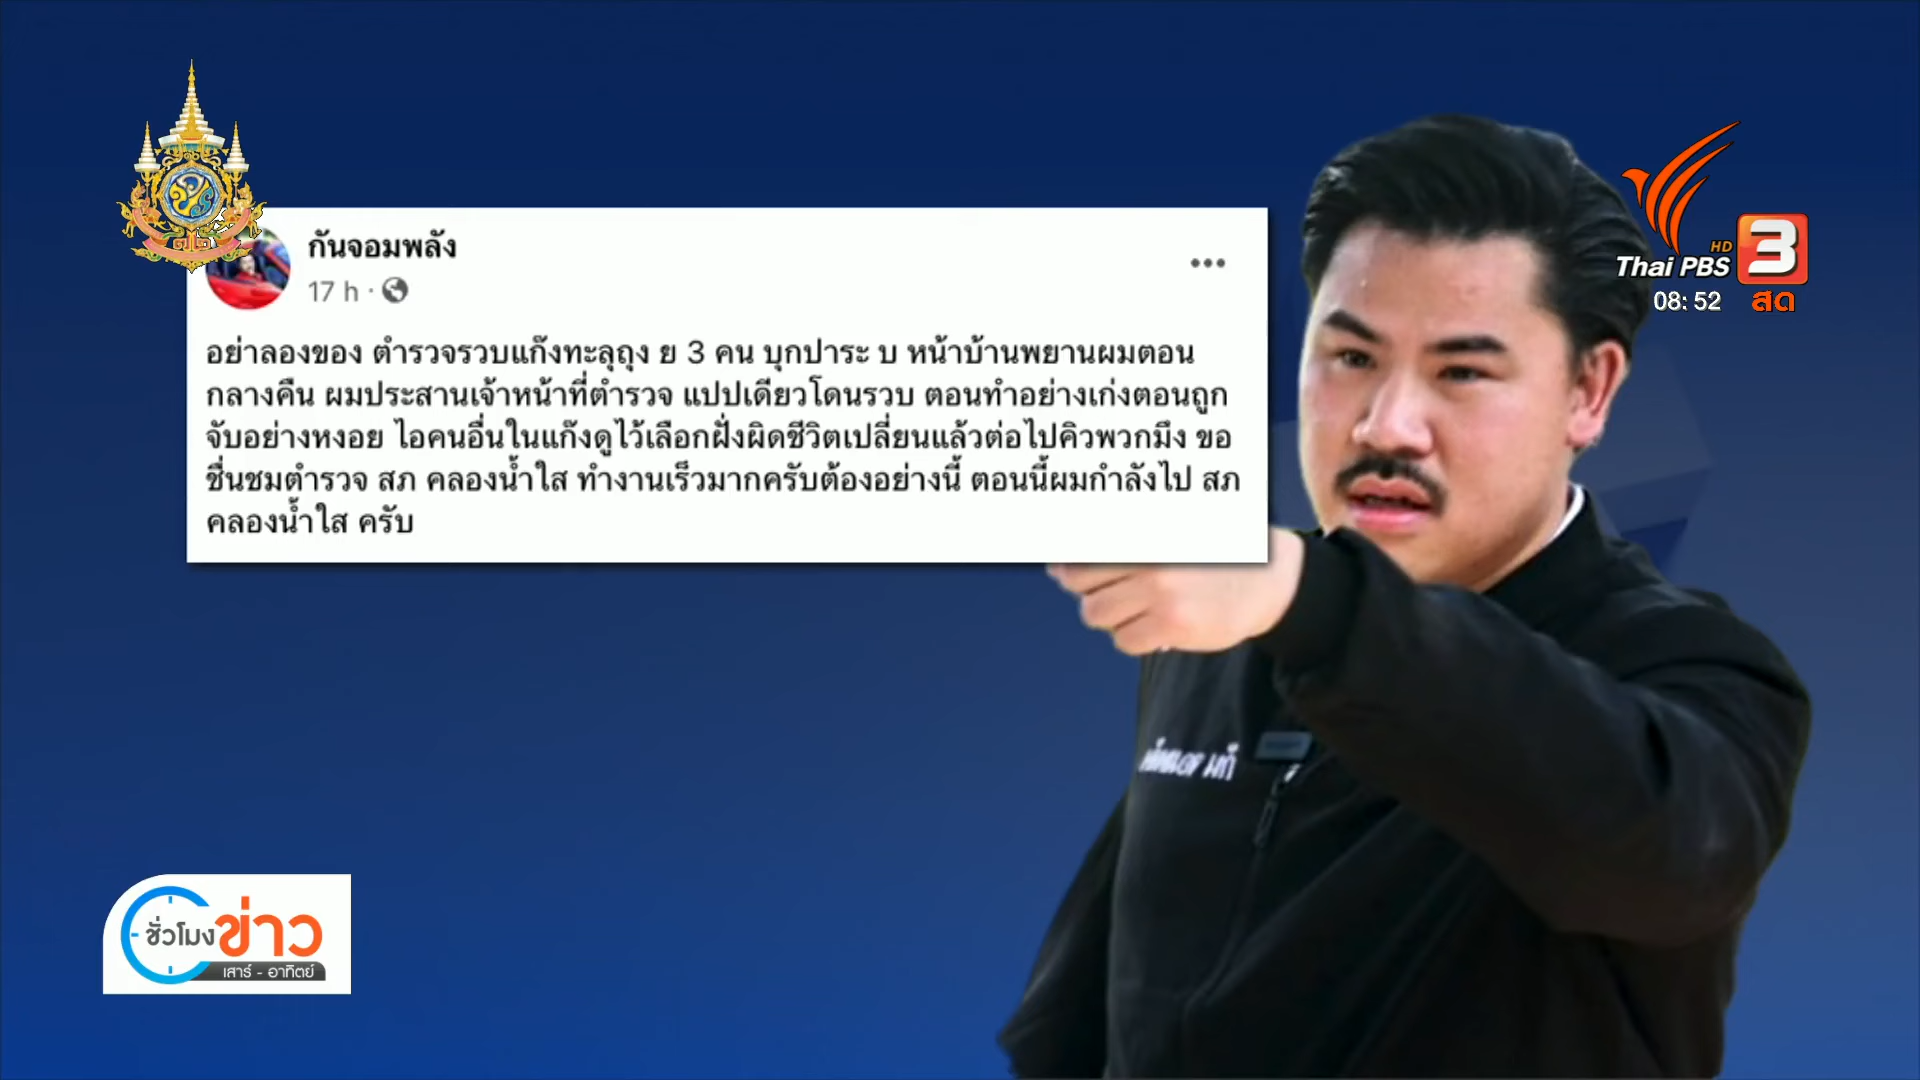 กันจอมพลัง
17 h ·
อย่าลองของ ตำรวจรวบแก๊งทะลุถุง ย 3 คน บุกปาระ บ หน้าบ้านพยานผมตอน
กลางคืน ผมประสานเจ้าหน้าที่ตำรวจ แปปเดียวโดนรวบ ตอนทำอย่างเก่งตอนถูก
จับอย่างหงอย ไอคนอื่นในแก๊งดูไว้เลือกฝั่งผิดชีวิตเปลี่ยนแล้วต่อไปคิวพวกมึง ขอ
ชื่นชมตำรวจ สภ คลองน้ำใส ทำงานเร็วมากครับต้องอย่างนี้ ตอนนี้ผมกำลังไป สภ
คลองน้ำใส ครับ
HD
Thai PBS 3
08:52 สด
ชั่วโมงข่าว
เสาร์ - อาทิตย์